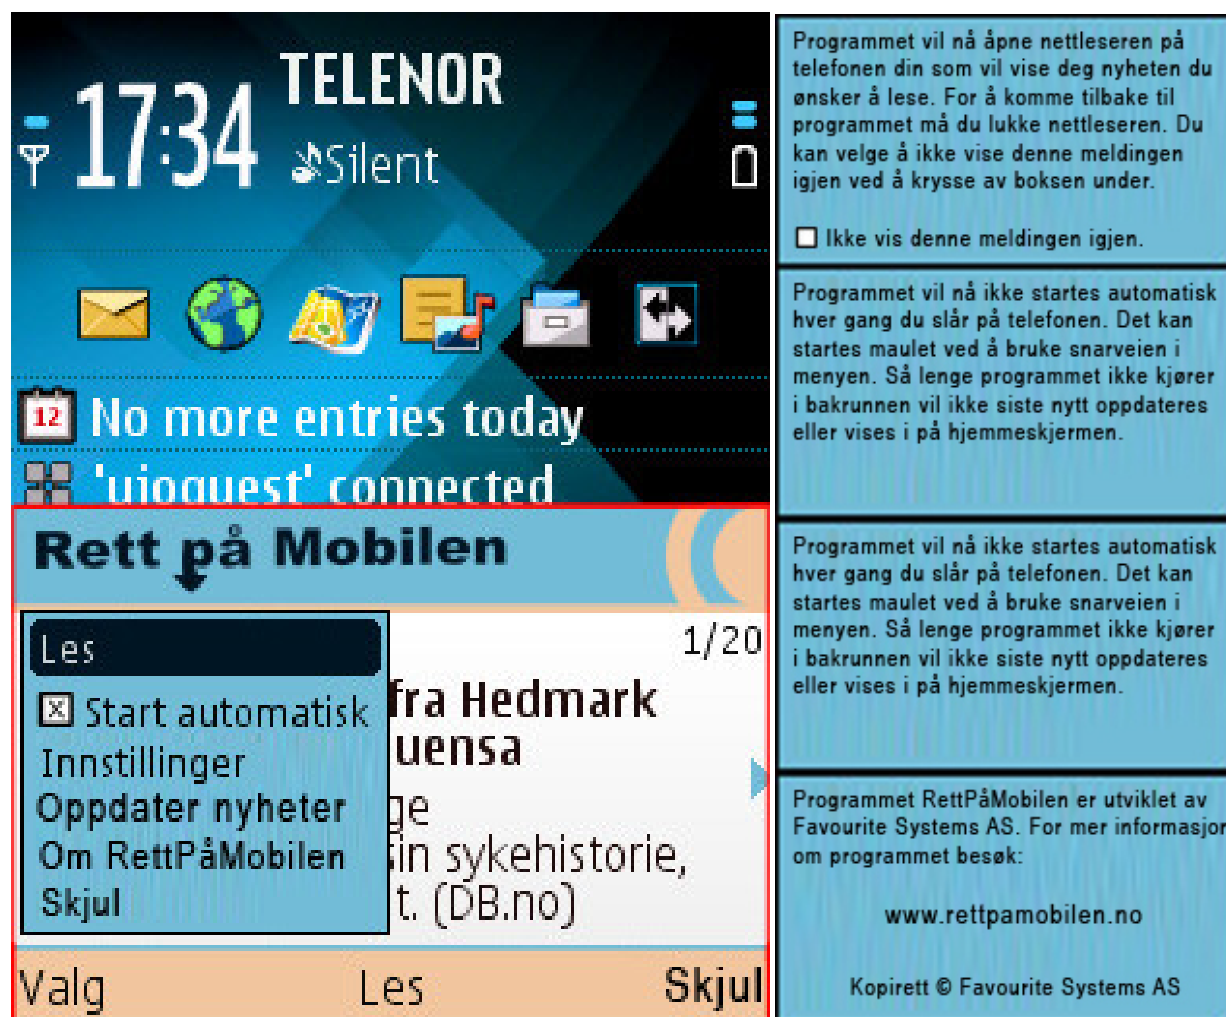 17:34
TELENOR
Silent
12
No more entries today
'uioguest' connected
Rett på Mobilen
Les
Start automatisk
Innstillinger
Oppdater nyheter
Om RettPåMobilen
Skjul
1/20
fra Hedmark
uensa
ge
sin sykehistorie,
t. (DB.no)
Valg
Les
Skjul
Programmet vil nå åpne nettleseren på
telefonen din som vil vise deg nyheten du
ønsker å lese. For å komme tilbake til
programmet må du lukke nettleseren. Du
kan velge å ikke vise denne meldingen
igjen ved å krysse av boksen under.
Ikke vis denne meldingen igjen.
Programmet vil nå ikke startes automatisk
hver gang du slår på telefonen. Det kan
startes maulet ved å bruke snarveien i
menyen. Så lenge programmet ikke kjører
i bakrunnen vil ikke siste nytt oppdateres
eller vises i på hjemmeskjermen.
Programmet vil nå ikke startes automatisk
hver gang du slår på telefonen. Det kan
startes maulet ved å bruke snarveien i
menyen. Så lenge programmet ikke kjører
i bakrunnen vil ikke siste nytt oppdateres
eller vises i på hjemmeskjermen.
Programmet RettPåMobilen er utviklet av
Favourite Systems AS. For mer informasjon
om programmet besøk:
www.rettpamobilen.no
Kopirett © Favourite Systems AS